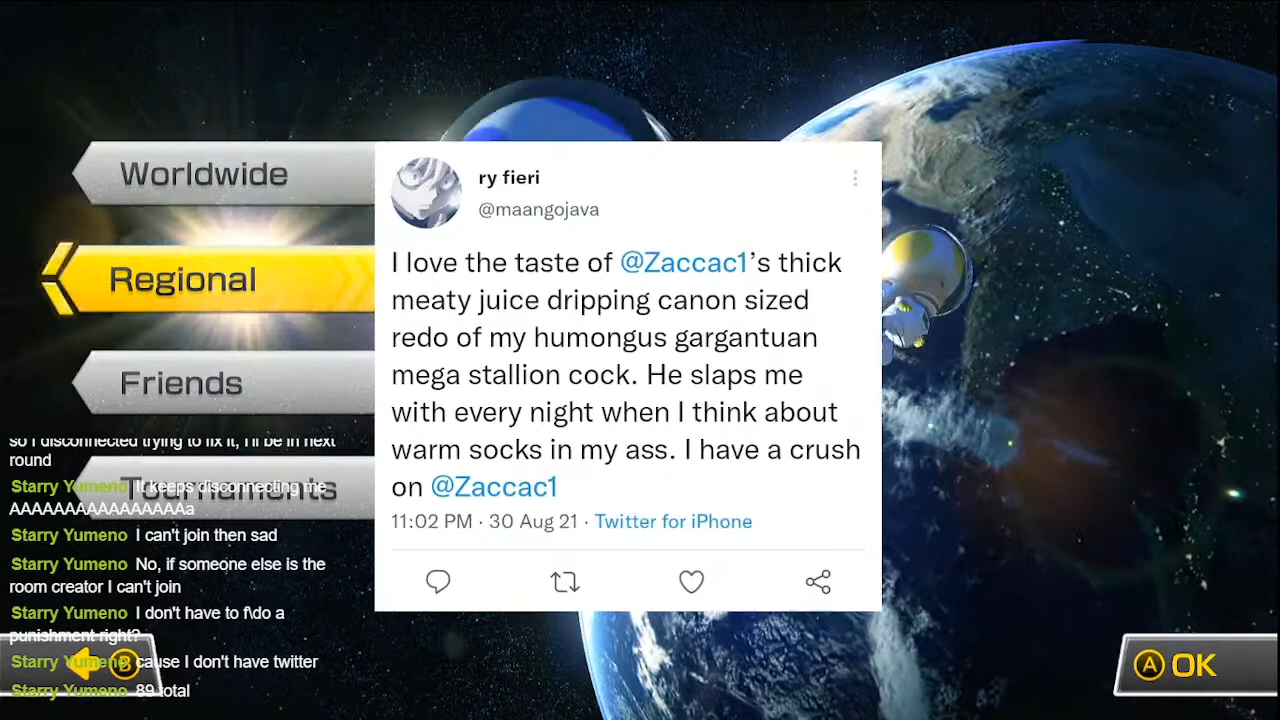 Worldwide
Regional
Friends
Tournaments
ry fieri
@maangojava
I love the taste of @Zaccac1's thick
meaty juice dripping canon sized
redo of my humongus gargantuan
mega stallion cock. He slaps me
with every night when I think about
warm socks in my ass. I have a crush
on @Zaccac1
11:02 PM · 30 Aug 21 · Twitter for iPhone
so I disconnected trying to fix it, I'll be in next
round
Starry Yumeno It keeps disconnecting me
AAAAAAAAAAAAAAAAa
Starry Yumeno I can't join then sad
Starry Yumeno No, if someone else is the
room creator I can't join
Starry Yumeno I don't have to f\do a
punishment right?
Starry Yumeno cause I don't have twitter
Starry Yumeno 89 total
B
A OK